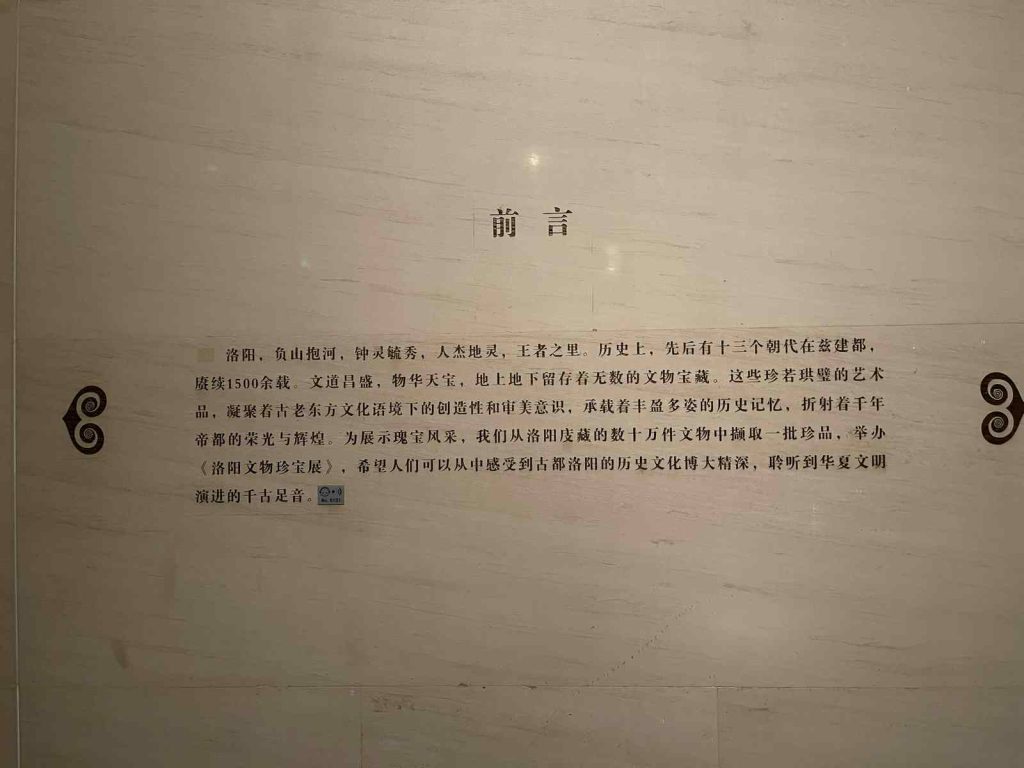 前言
洛阳，负山抱河，钟灵毓秀，人杰地灵，王者之里。历史上，先后有十三个朝代在兹建都，
赓续1500余载。文道昌盛，物华天宝，地上地下留存着无数的文物宝藏。这些珍若珙璧的艺术
品，凝聚着古老东方文化语境下的创造性和审美意识，承载着丰盈多姿的历史记忆，折射着千年
帝都的荣光与辉煌。为展示瑰宝风采，我们从洛阳庋藏的数十万件文物中撷取一批珍品，举办
《洛阳文物珍宝展》，希望人们可以从中感受到古都洛阳的历史文化博大精深，聆听到华夏文明
演进的千古足音。